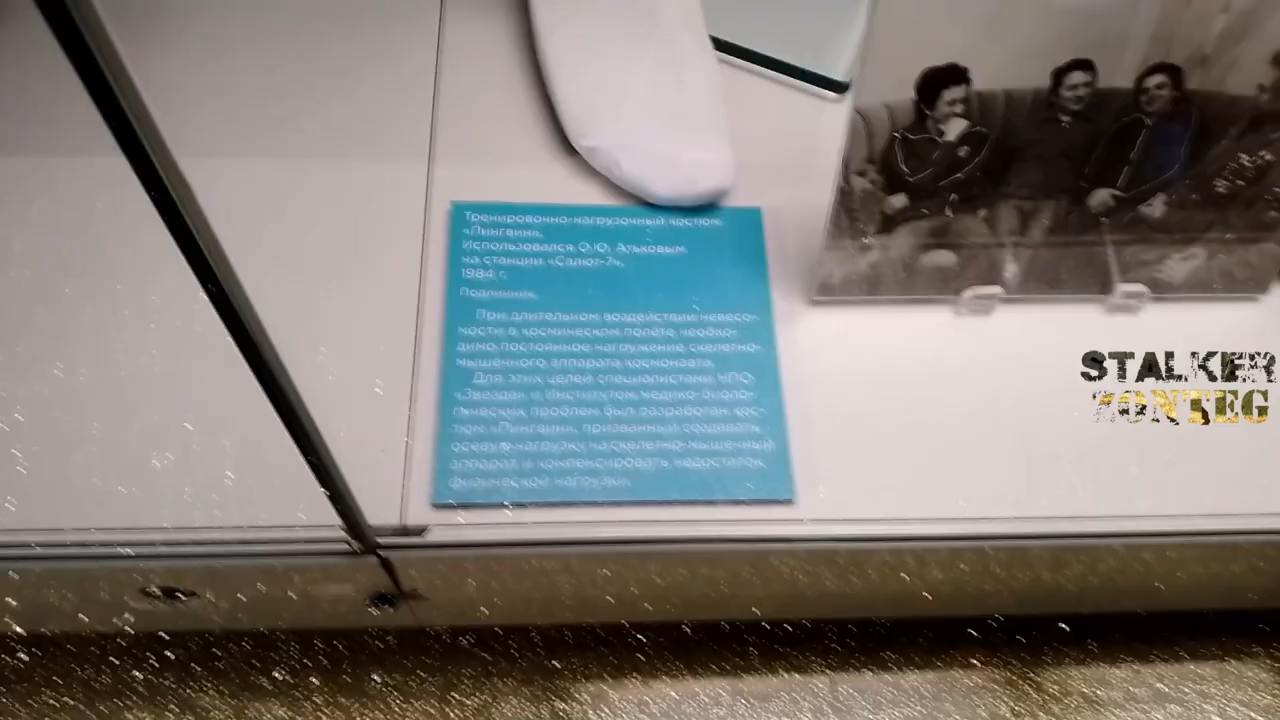 Тренировочно-нагрузочный костюм
«Пингвин».
Использовался О.Ю. Атьковым
на станции «Салют-7»,
1984 г.
Подлинник.
При длительном воздействии невесо-
мости в космическом полёте необхо-
димо постоянное нагружение скелетно-
мышечного аппарата космонавта.
Для этих целей специалистами НПО
«Звезда» и Институтом медико-биоло-
гических проблем был разработан кос-
тюм «Пингвин», призванный создавать
осевую нагрузку на скелетно-мышечный
аппарат и компенсировать недостаток
физической нагрузки.
STALKER
ZONTEG